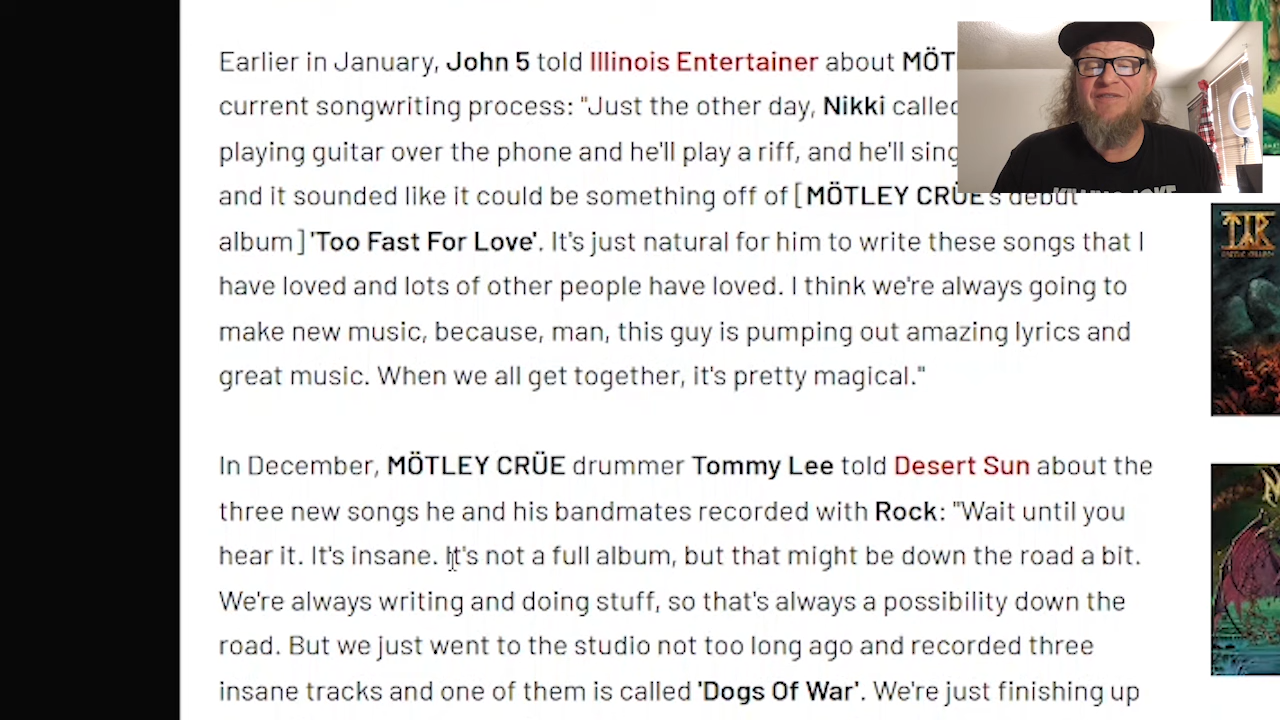 Earlier in January, John 5 told Illinois Entertainer about MÖT
current songwriting process: "Just the other day, Nikki called
playing guitar over the phone and he'll play a riff, and he'll sing
and it sounded like it could be something off of [MÖTLEY CRÜE's debut
album] 'Too Fast For Love'. It's just natural for him to write these songs that I
have loved and lots of other people have loved. I think we're always going to
make new music, because, man, this guy is pumping out amazing lyrics and
great music. When we all get together, it's pretty magical."
In December, MÖTLEY CRÜE drummer Tommy Lee told Desert Sun about the
three new songs he and his bandmates recorded with Rock: "Wait until you
hear it. It's insane. It's not a full album, but that might be down the road a bit.
We're always writing and doing stuff, so that's always a possibility down the
road. But we just went to the studio not too long ago and recorded three
insane tracks and one of them is called 'Dogs Of War'. We're just finishing up